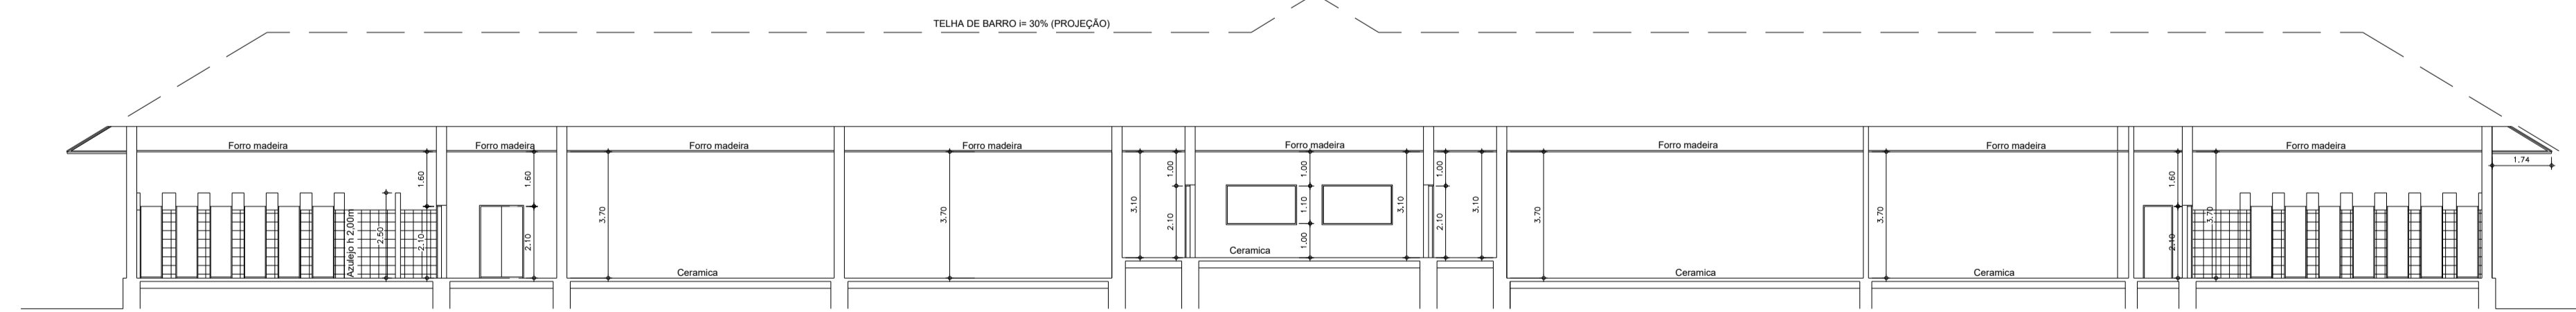 TELHA DE BARRO i= 30% (PROJEÇÃO)
Forro madeira
Forro madeira
Forro madeira
Forro madeira
Forro madeira
Forro madeira
Forro madeira
Forro madeira
1,74
1.60
1.60
1.00
1.00
1.00
1.60
Azulejo h 2,00m
2.50
2.10
2.10
3.70
3.70
3.10
2.10
1.10
1.00
3.10
2.10
3.10
3.70
3.70
2.10
3.70
Ceramica
Ceramica
Ceramica
Ceramica